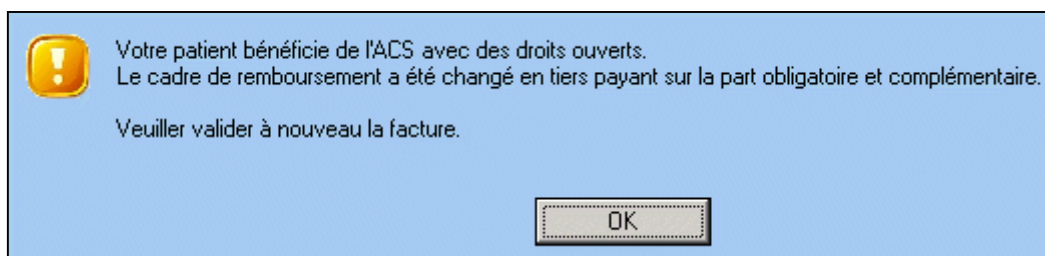 Votre patient bénéficie de l'ACS avec des droits ouverts.
Le cadre de remboursement a été changé en tiers payant sur la part obligatoire et complémentaire.
Veuiller valider à nouveau la facture.
OK